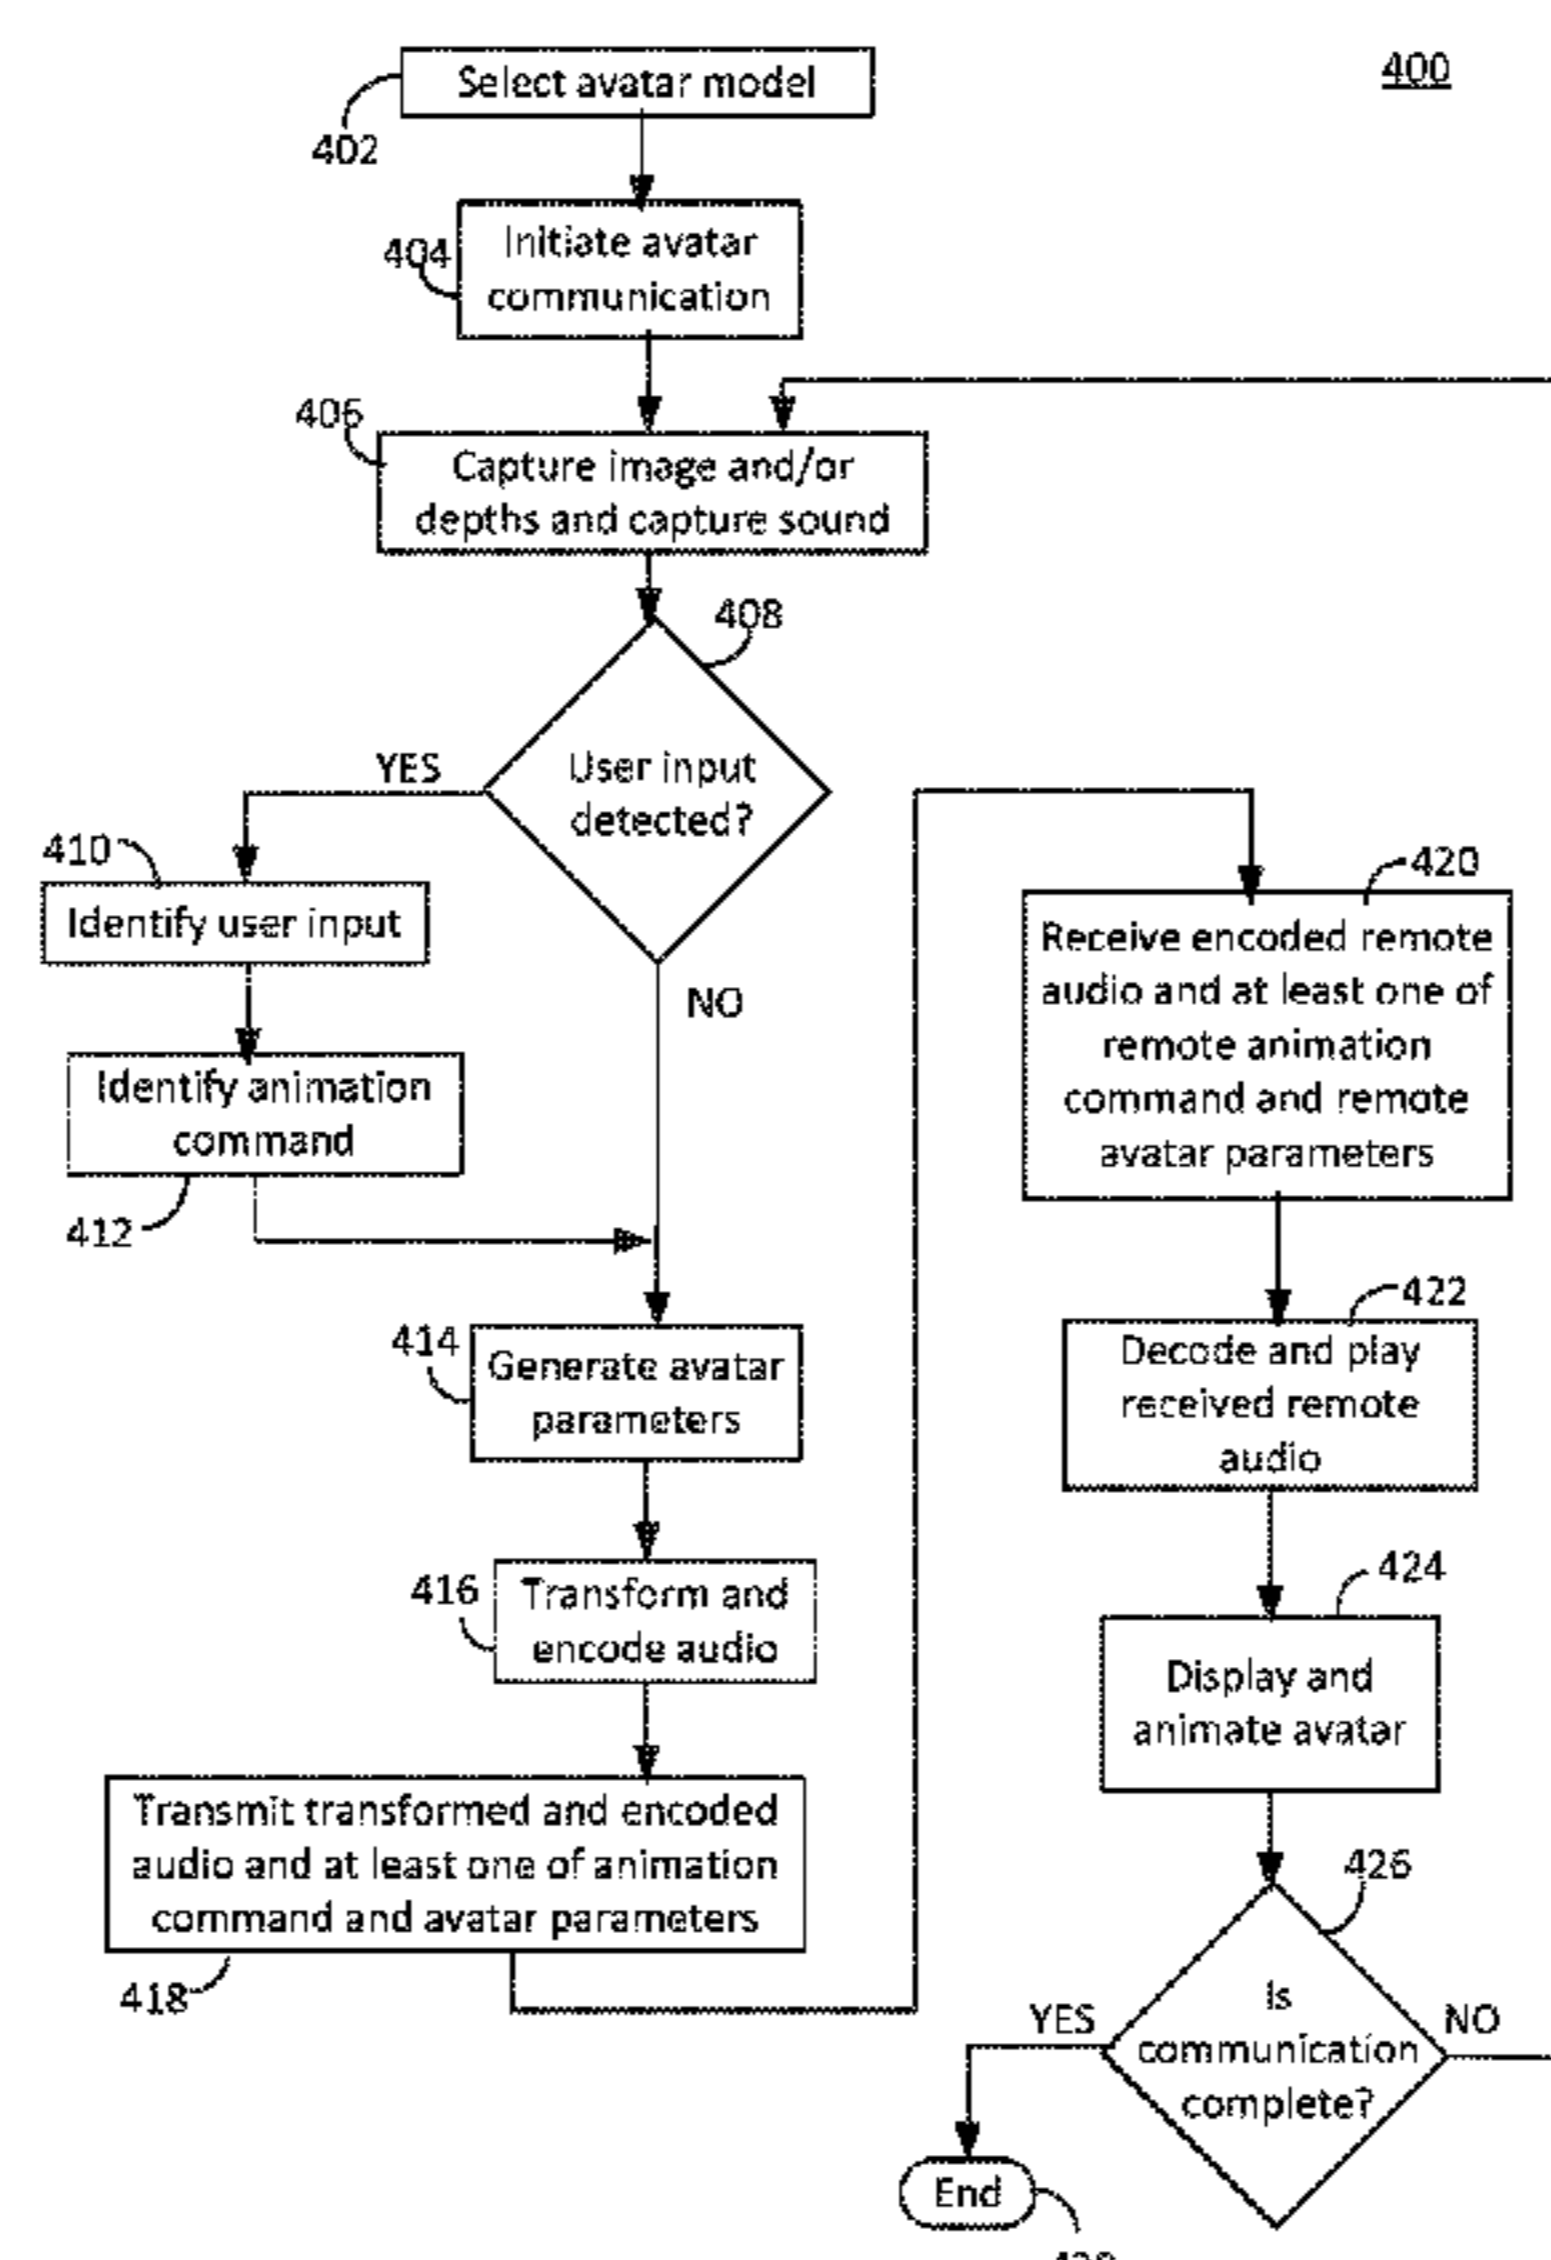 400
Select avatar model
402
Initiate avatar
communication
404
406
Capture image and/or
depths and capture sound
408
User input
detected?
YES
NO
410
Identify user input
Identify animation
command
412
414
Generate avatar
parameters
416
Transform and
encode audio
Transmit transformed and encoded
audio and at least one of animation
command and avatar parameters
418
420
Receive encoded remote
audio and at least one of
remote animation
command and remote
avatar parameters
422
Decode and play
received remote
audio
424
Display and
animate avatar
426
Is
communication
complete?
YES
NO
End